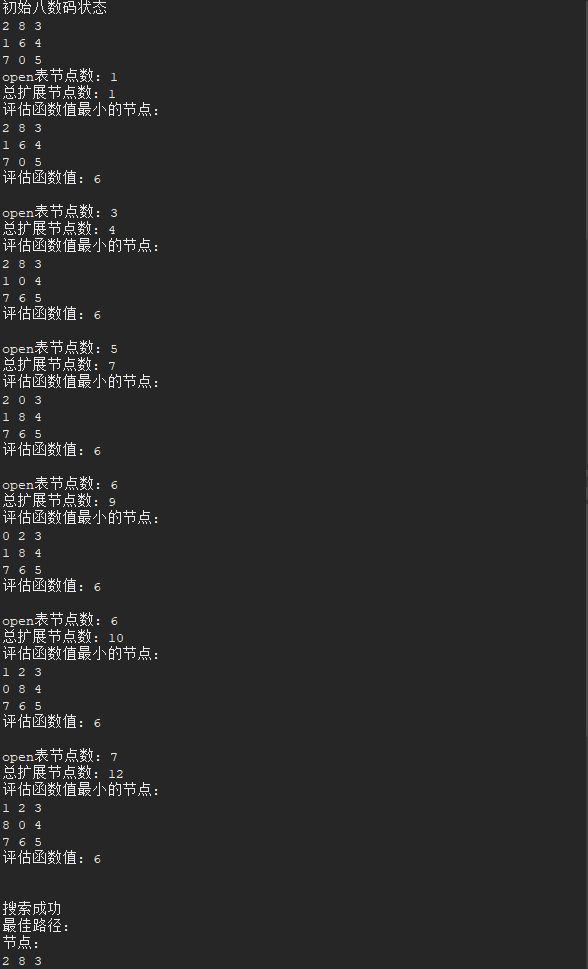 初始八数码状态
2 8 3
1 6 4
7 0 5
open表节点数: 1
总扩展节点数: 1
评估函数值最小的节点:
2 8 3
1 6 4
7 0 5
评估函数值: 6
open表节点数: 3
总扩展节点数: 4
评估函数值最小的节点:
2 8 3
1 0 4
7 6 5
评估函数值: 6
open表节点数: 5
总扩展节点数: 7
评估函数值最小的节点:
2 0 3
1 8 4
7 6 5
评估函数值: 6
open表节点数: 6
总扩展节点数: 9
评估函数值最小的节点:
0 2 3
1 8 4
7 6 5
评估函数值: 6
open表节点数: 6
总扩展节点数: 10
评估函数值最小的节点:
1 2 3
0 8 4
7 6 5
评估函数值: 6
open表节点数: 7
总扩展节点数: 12
评估函数值最小的节点:
1 2 3
8 0 4
7 6 5
评估函数值: 6
搜索成功
最佳路径:
节点:
2 8 3